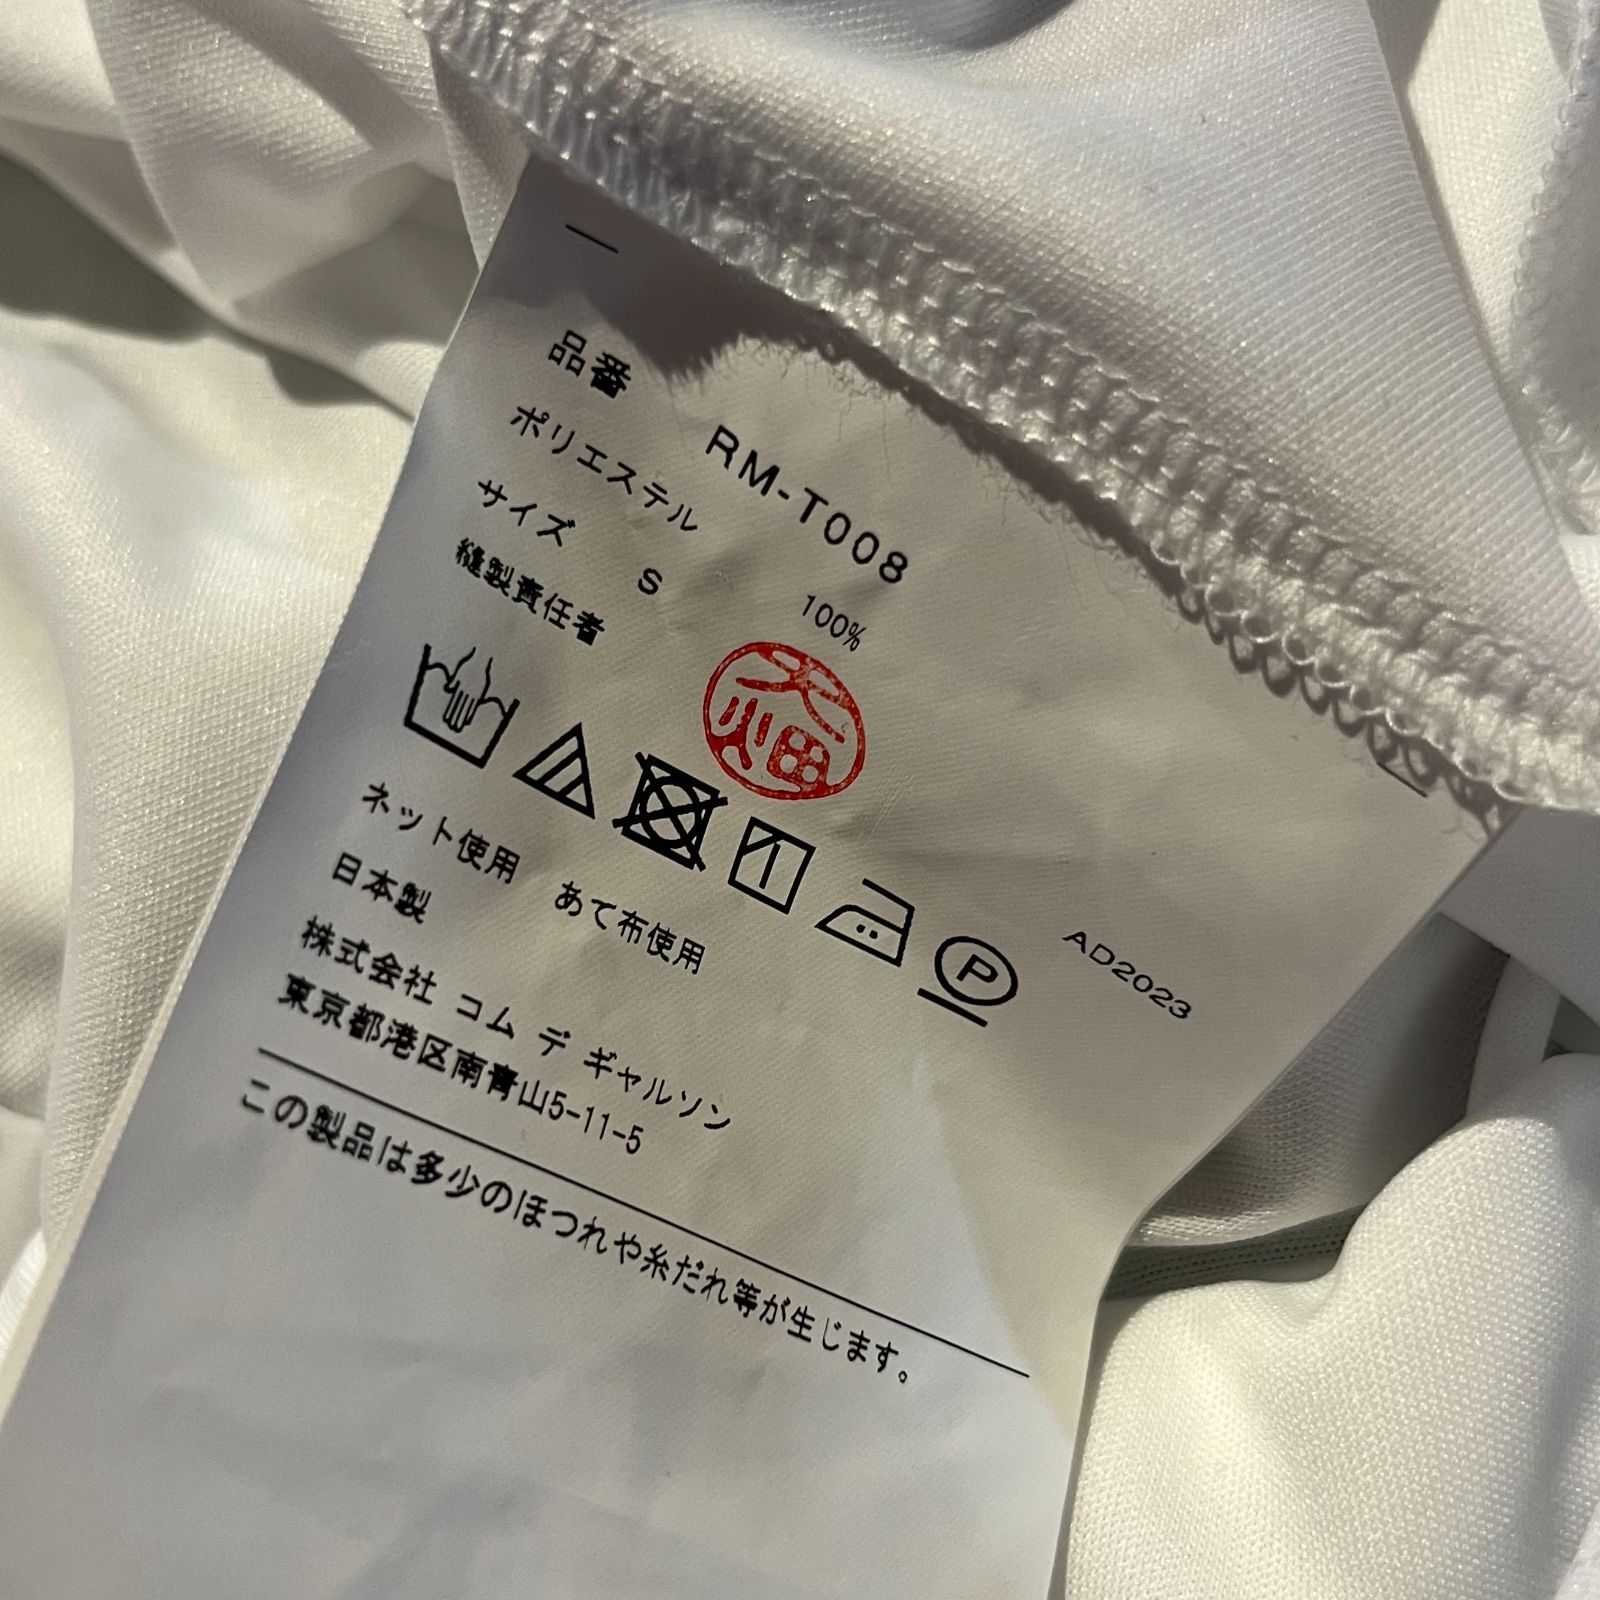 品番 RM-T008
ポリエステル 100%
サイズ S
縫製責任者
大畑
ネット使用 あて布使用
日本製
AD2023
株式会社 コム デ ギャルソン
東京都港区南青山5-11-5
この製品は多少のほつれや糸だれ等が生じます。